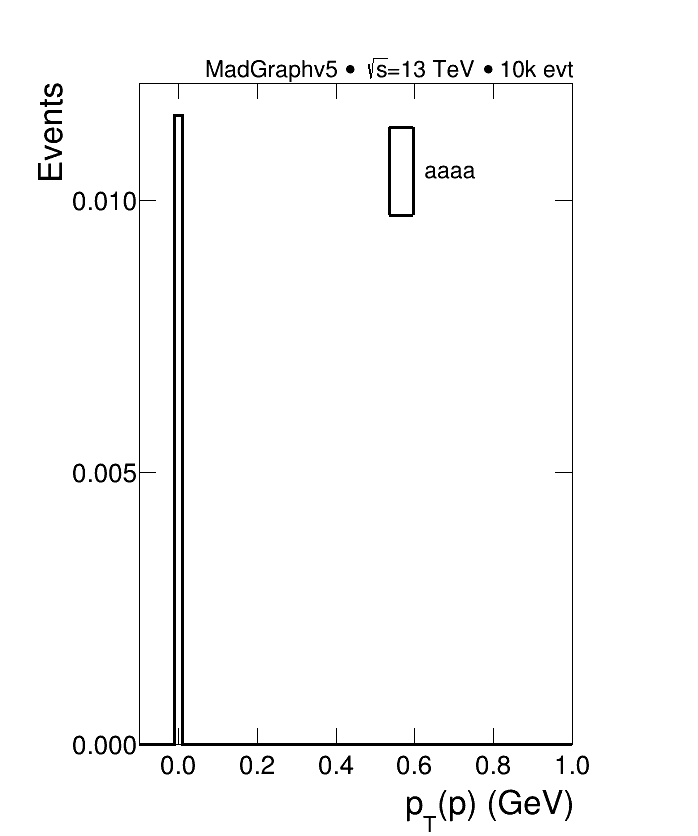 MadGraphv5 • √s=13 TeV • 10k evt
Events
aaaa
0.010
0.005
0.000
0.0 0.2 0.4 0.6 0.8 1.0
p_T(p) (GeV)